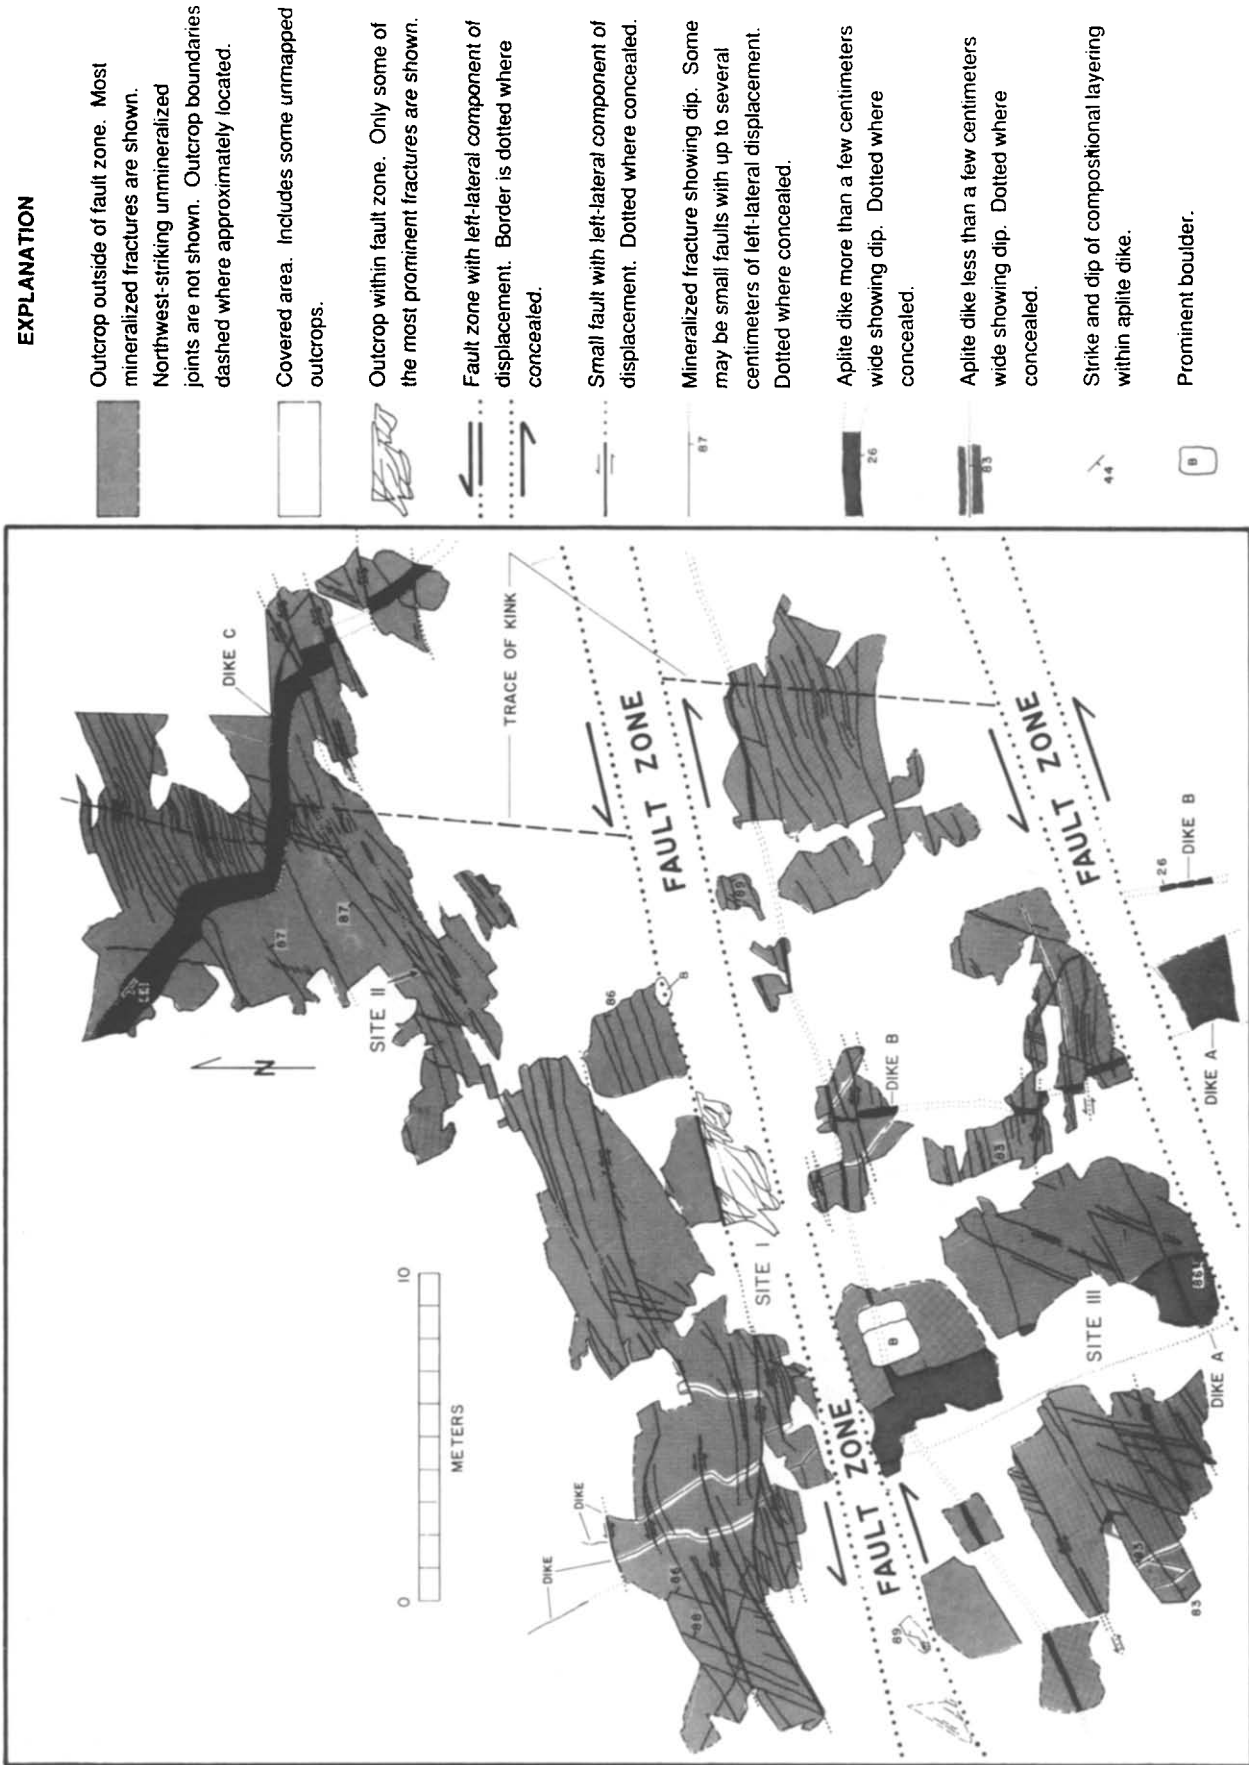 EXPLANATION
Outcrop outside of fault zone. Most
mineralized fractures are shown.
Northwest-striking unmineralized
joints are not shown. Outcrop boundaries
dashed where approximately located.
Covered area. Includes some unmapped
outcrops.
Outcrop within fault zone. Only some of
the most prominent fractures are shown.
Fault zone with left-lateral component of
displacement. Border is dotted where
concealed.
Small fault with left-lateral component of
displacement. Dotted where concealed.
87
Mineralized fracture showing dip. Some
may be small faults with up to several
centimeters of left-lateral displacement.
Dotted where concealed.
26
Aplite dike more than a few centimeters
wide showing dip. Dotted where
concealed.
83
Aplite dike less than a few centimeters
wide showing dip. Dotted where
concealed.
44
Strike and dip of compositional layering
within aplite dike.
B
Prominent boulder.
DIKE C
TRACE OF KINK
N
SITE II
87
87
86
B
FAULT ZONE
89
0
10
METERS
DIKE
DIKE
86
88
SITE I
FAULT ZONE
B
DIKE B
83
FAULT ZONE
26
DIKE B
DIKE A
SITE III
DIKE A
89
83
83